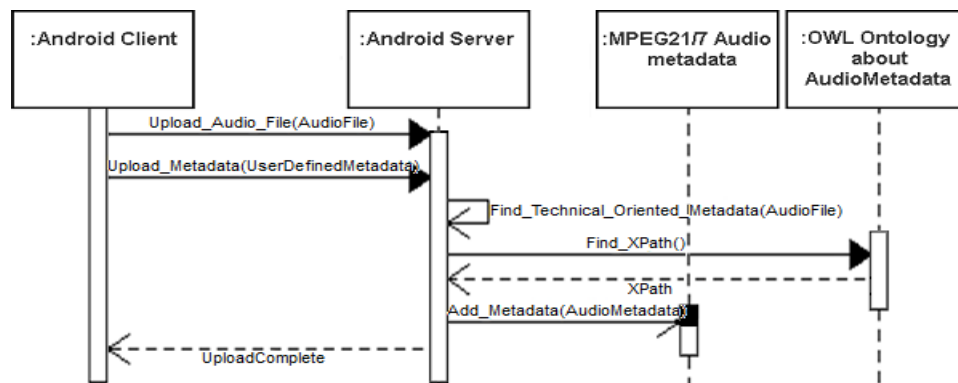 :Android Client
:Android Server
:MPEG21/7 Audio
metadata
:OWL Ontology
about
AudioMetadata
Upload_Audio_File(AudioFile)
Upload_Metadata(UserDefinedMetadata)
Find_Technical_Oriented_Metadata(AudioFile)
Find_XPath()
XPath
Add_Metadata(AudioMetadata)
UploadComplete